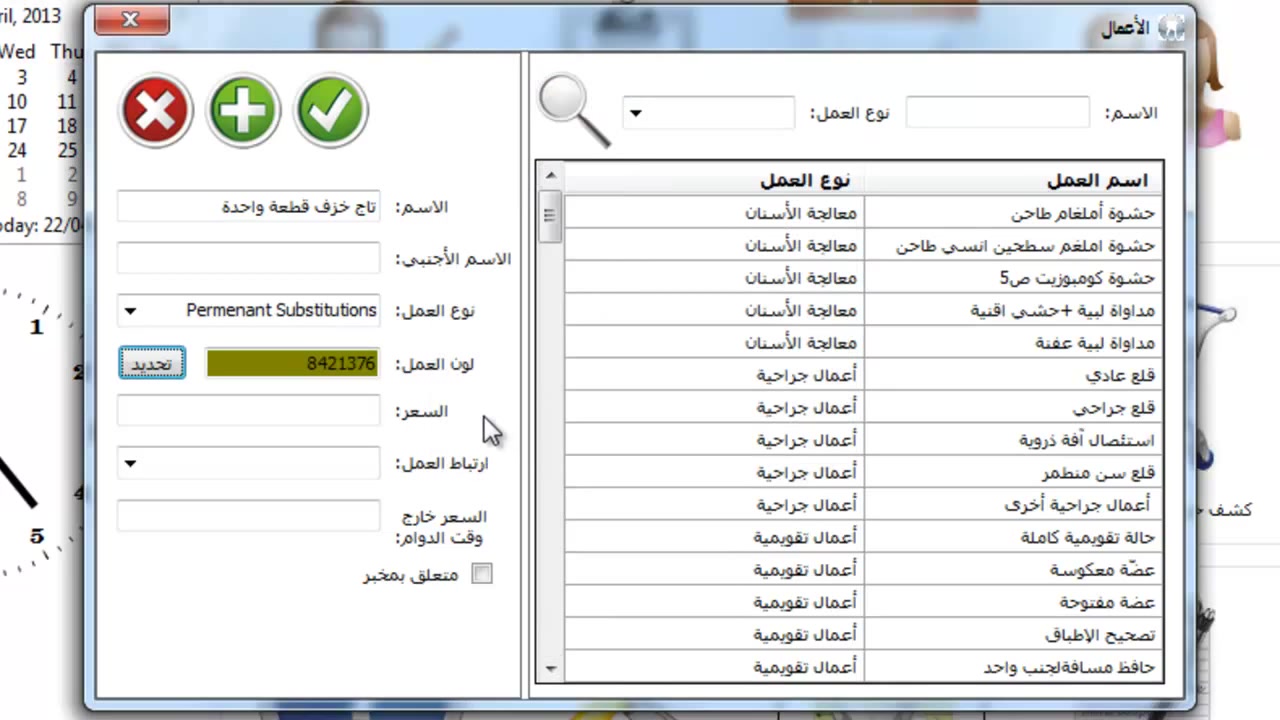 الأعمال
الاسم:
نوع العمل:
اسم العمل نوع العمل
حشوة أملغام طاحن معالجة الأسنان
حشوة املغم سطحين انسي طاحن معالجة الأسنان
حشوة كومبوزيت ص5 معالجة الأسنان
مداواة لبية +حشي اقنية معالجة الأسنان
مداواة لبية عفنة معالجة الأسنان
قلع عادي أعمال جراحية
قلع جراحي أعمال جراحية
استئصال آفة ذروية أعمال جراحية
قلع سن منطمر أعمال جراحية
أعمال جراحية أخرى أعمال جراحية
حالة تقويمية كاملة أعمال تقويمية
عضّة معكوسة أعمال تقويمية
عضة مفتوحة أعمال تقويمية
تصحيح الإطباق أعمال تقويمية
حافظ مسافةلجنب واحد أعمال تقويمية
الاسم: تاج خزف قطعة واحدة
الاسم الأجنبي:
نوع العمل: Permenant Substitutions
لون العمل: 8421376 تحديد
السعر:
ارتباط العمل:
السعر خارج
وقت الدوام:
متعلق بمخبر
2013
Wed Thu
3 4
10 11
17 18
24 25
1 2
8 9
22/0
1
2
4
5
كشف